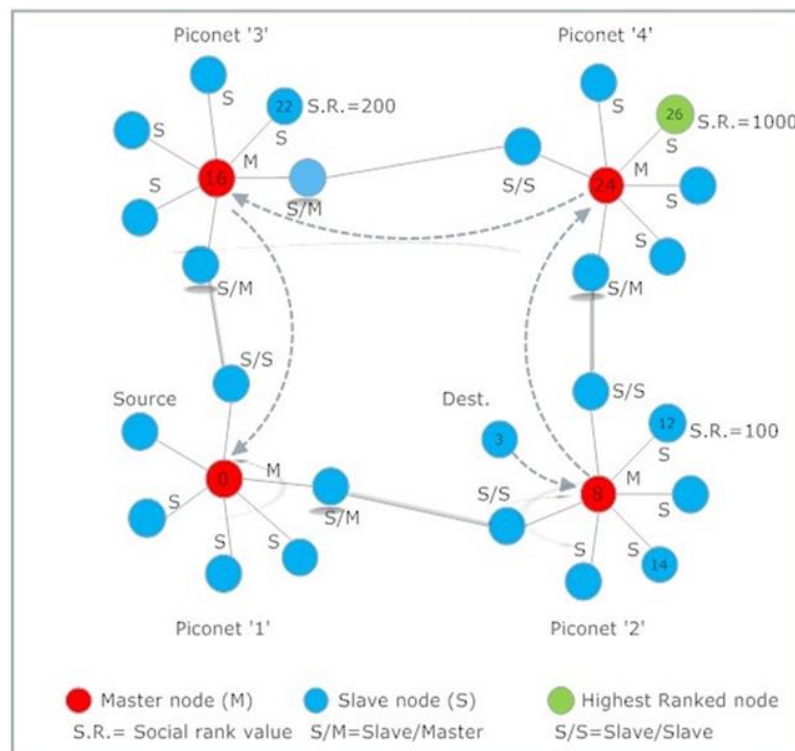 Piconet '3'
Piconet '4'
S
S
22
S.R.=200
26
S.R.=1000
S
S
S
M
M
S
16
S/M
S/S
24
S
S
S
S/M
S/M
S/S
S/S
Source
Dest.
3
12
S.R.=100
S
0
M
M
8
S
S/M
S/S
S
S
S
S
S
14
Piconet '1'
Piconet '2'
Master node (M)
Slave node (S)
Highest Ranked node
S.R.= Social rank value
S/M=Slave/Master
S/S=Slave/Slave